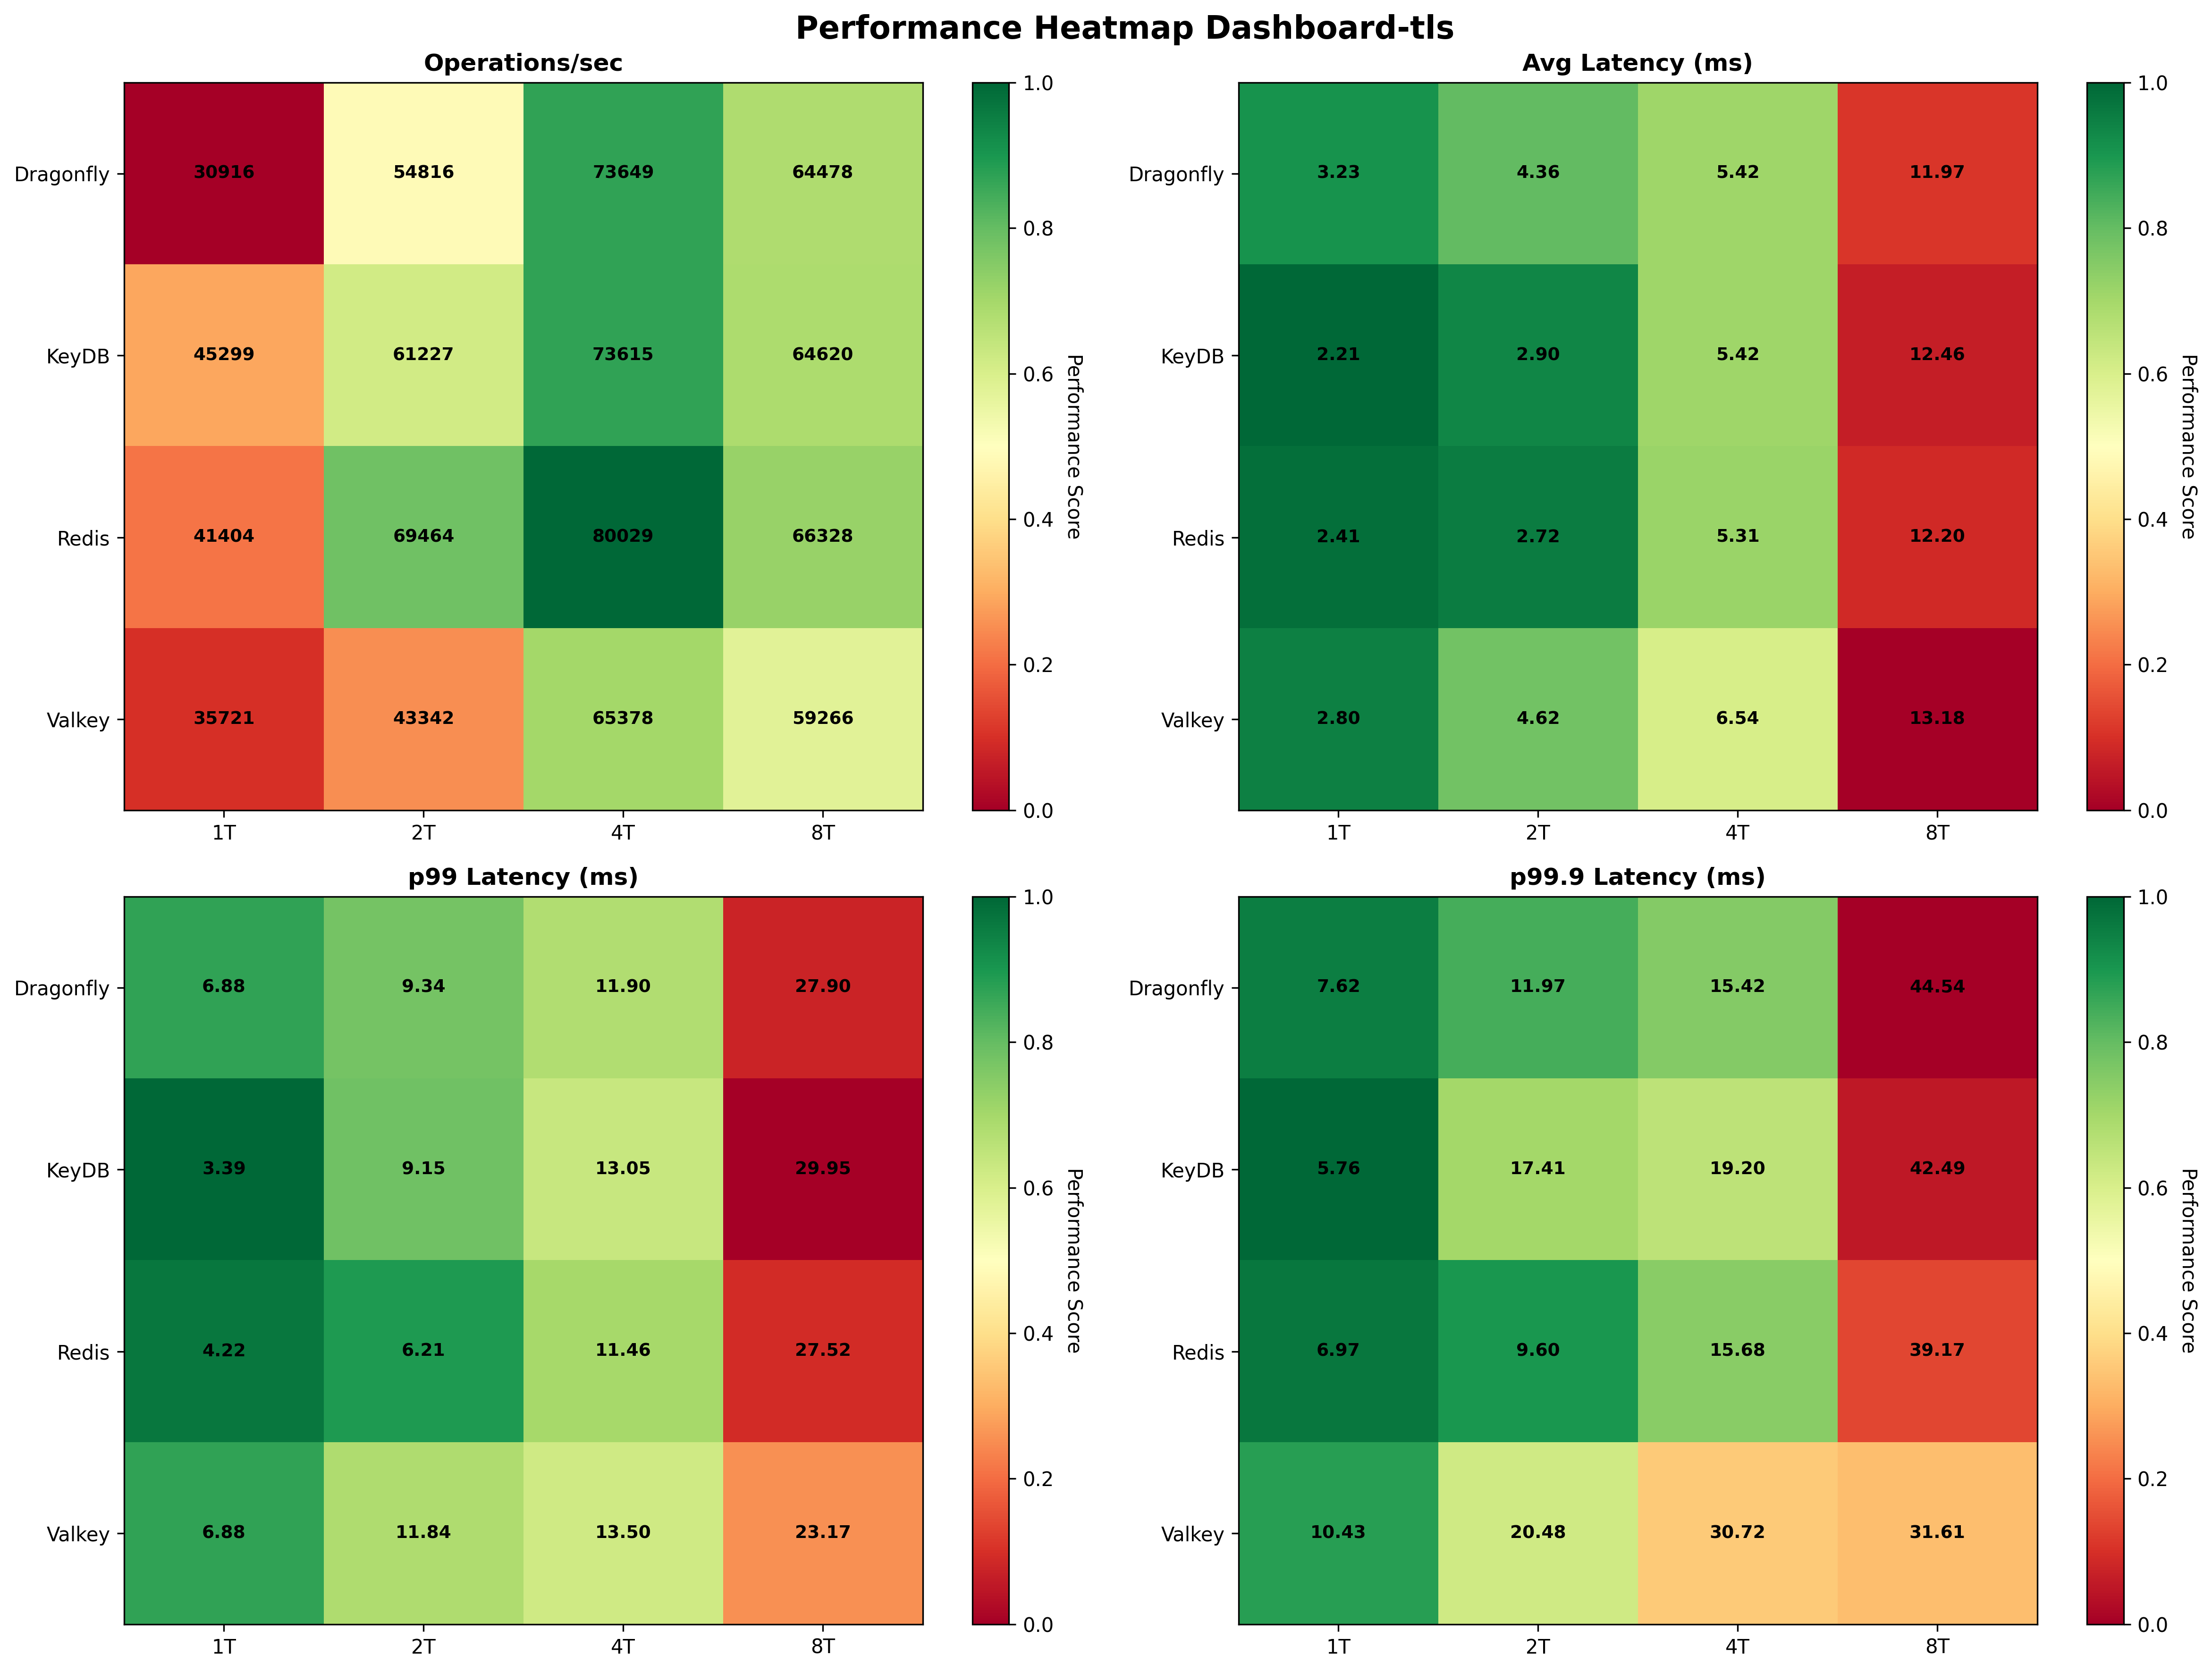 Performance Heatmap Dashboard-tls
Operations/sec
Dragonfly 30916 54816 73649 64478
KeyDB 45299 61227 73615 64620
Redis 41404 69464 80029 66328
Valkey 35721 43342 65378 59266
1T 2T 4T 8T
1.0
0.8
0.6
0.4
0.2
0.0
Performance Score
Avg Latency (ms)
Dragonfly 3.23 4.36 5.42 11.97
KeyDB 2.21 2.90 5.42 12.46
Redis 2.41 2.72 5.31 12.20
Valkey 2.80 4.62 6.54 13.18
1T 2T 4T 8T
1.0
0.8
0.6
0.4
0.2
0.0
Performance Score
p99 Latency (ms)
Dragonfly 6.88 9.34 11.90 27.90
KeyDB 3.39 9.15 13.05 29.95
Redis 4.22 6.21 11.46 27.52
Valkey 6.88 11.84 13.50 23.17
1T 2T 4T 8T
1.0
0.8
0.6
0.4
0.2
0.0
Performance Score
p99.9 Latency (ms)
Dragonfly 7.62 11.97 15.42 44.54
KeyDB 5.76 17.41 19.20 42.49
Redis 6.97 9.60 15.68 39.17
Valkey 10.43 20.48 30.72 31.61
1T 2T 4T 8T
1.0
0.8
0.6
0.4
0.2
0.0
Performance Score